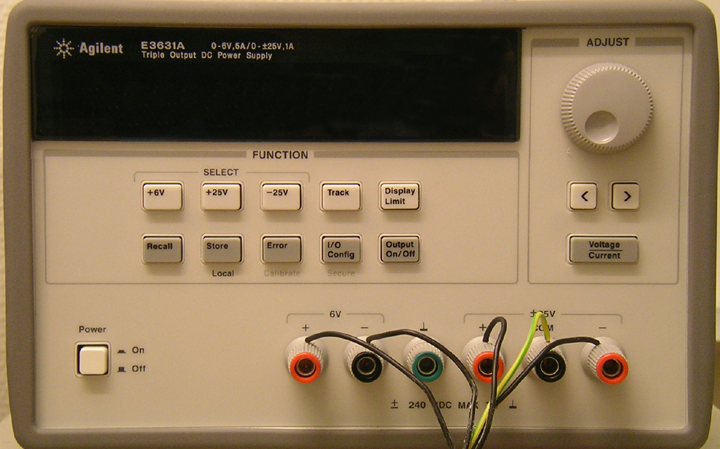 Agilent E3631A 0-6V,5A/0-±25V,1A
Triple Output DC Power Supply
ADJUST
FUNCTION
SELECT
+6V +25V -25V Track Display Limit
< >
Recall Store Error I/O Config Output On/Off
Voltage
Current
Local Calibrate Secure
6V ±25V
Power
+ - ⊥ + COM -
On
Off
± 240 VDC MAX ⊥